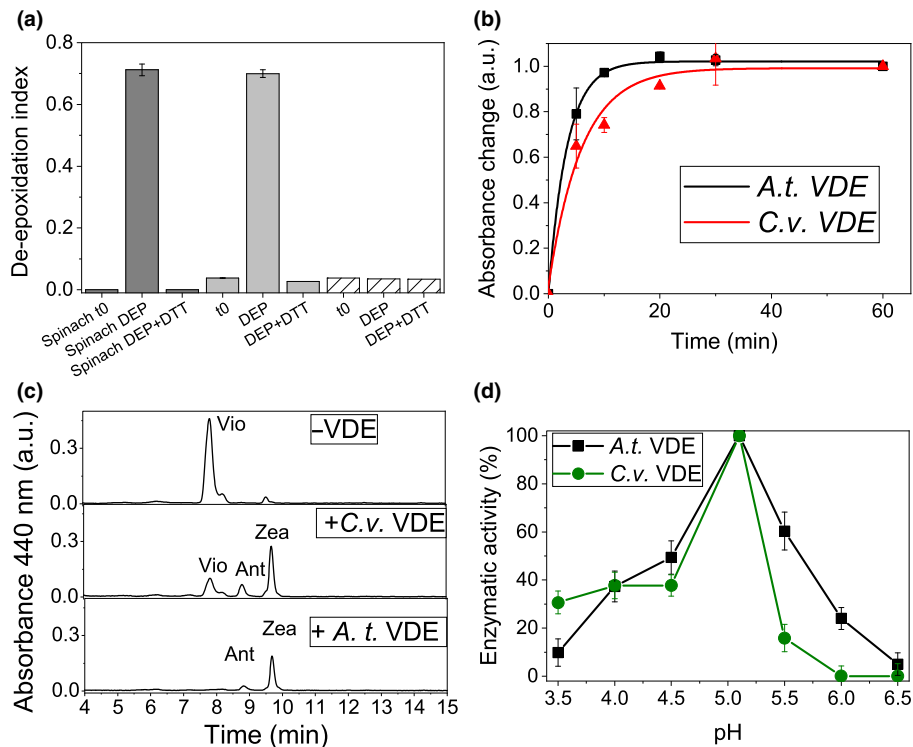 (a)
De-epoxidation index
0.8
0.6
0.4
0.2
0.0
Spinach t0
Spinach DEP
Spinach DEP+DTT
t0
DEP
DEP+DTT
t0
DEP
DEP+DTT
(b)
Absorbance change (a.u.)
1.0
0.8
0.6
0.4
0.2
0.0
A.t. VDE
C.v. VDE
0
20
40
60
Time (min)
(c)
Absorbance 440 nm (a.u.)
0.3
0.0
Vio
–VDE
0.3
0.0
Vio
Ant
Zea
+C.v. VDE
0.3
0.0
Ant
Zea
+ A. t. VDE
4 5 6 7 8 9 10 11 12 13 14 15
Time (min)
(d)
Enzymatic activity (%)
100
80
60
40
20
0
A.t. VDE
C.v. VDE
3.5 4.0 4.5 5.0 5.5 6.0 6.5
pH